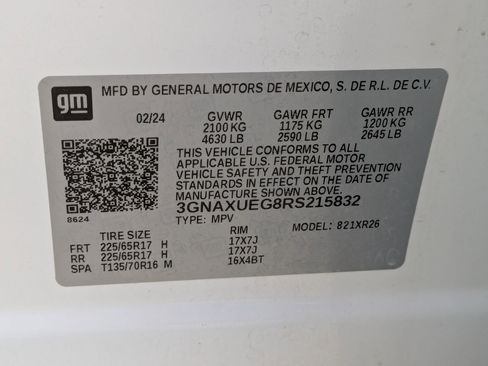 gm
MFD BY GENERAL MOTORS DE MEXICO, S. DE R.L. DE C.V.
02/24 GVWR GAWR FRT GAWR RR
2100 KG 1175 KG 1200 KG
4630 LB 2590 LB 2645 LB
THIS VEHICLE CONFORMS TO ALL
APPLICABLE U.S. FEDERAL MOTOR
VEHICLE SAFETY AND THEFT PREVENTION
STANDARDS IN EFFECT ON THE DATE OF
MANUFACTURE SHOWN ABOVE.
3GNAXUEG8RS215832
8624 TYPE: MPV MODEL: 821XR26
TIRE SIZE RIM
FRT 225/65R17 H 17X7J
RR 225/65R17 H 17X7J
SPA T135/70R16 M 16X4BT